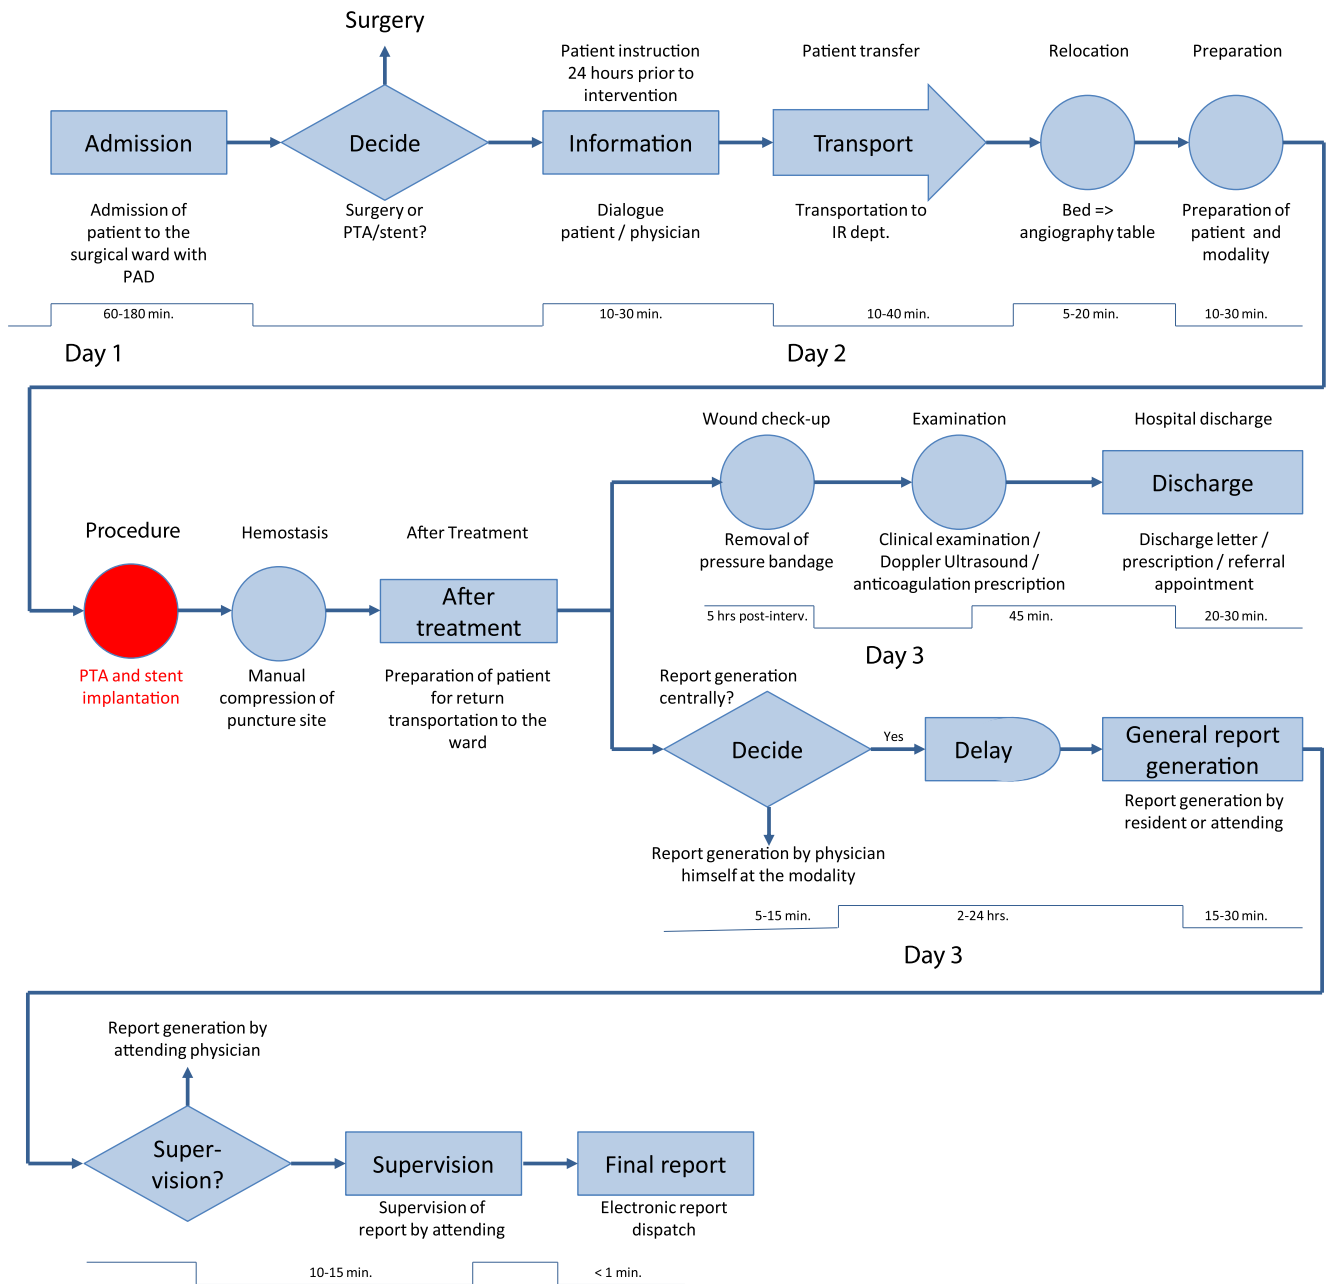 Surgery
Patient instruction
24 hours prior to
intervention
Patient transfer
Relocation
Preparation
Admission
Decide
Information
Transport
Admission of
patient to the
surgical ward with
PAD
Surgery or
PTA/stent?
Dialogue
patient / physician
Transportation to
IR dept.
Bed =>
angiography table
Preparation of
patient and
modality
60-180 min.
10-30 min.
10-40 min.
5-20 min.
10-30 min.
Day 1
Day 2
Wound check-up
Examination
Hospital discharge
Discharge
Removal of
pressure bandage
Clinical examination /
Doppler Ultrasound /
anticoagulation prescription
Discharge letter /
prescription / referral
appointment
5 hrs post-interv.
45 min.
20-30 min.
Day 3
Procedure
Hemostasis
After Treatment
After
treatment
PTA and stent
implantation
Manual
compression of
puncture site
Preparation of patient
for return
transportation to the
ward
Report generation
centrally?
Decide
Yes
Delay
General report
generation
Report generation by
resident or attending
Report generation by physician
himself at the modality
5-15 min.
2-24 hrs.
15-30 min.
Day 3
Report generation by
attending physician
Super-
vision?
Supervision
Final report
Supervision of
report by attending
Electronic report
dispatch
10-15 min.
< 1 min.